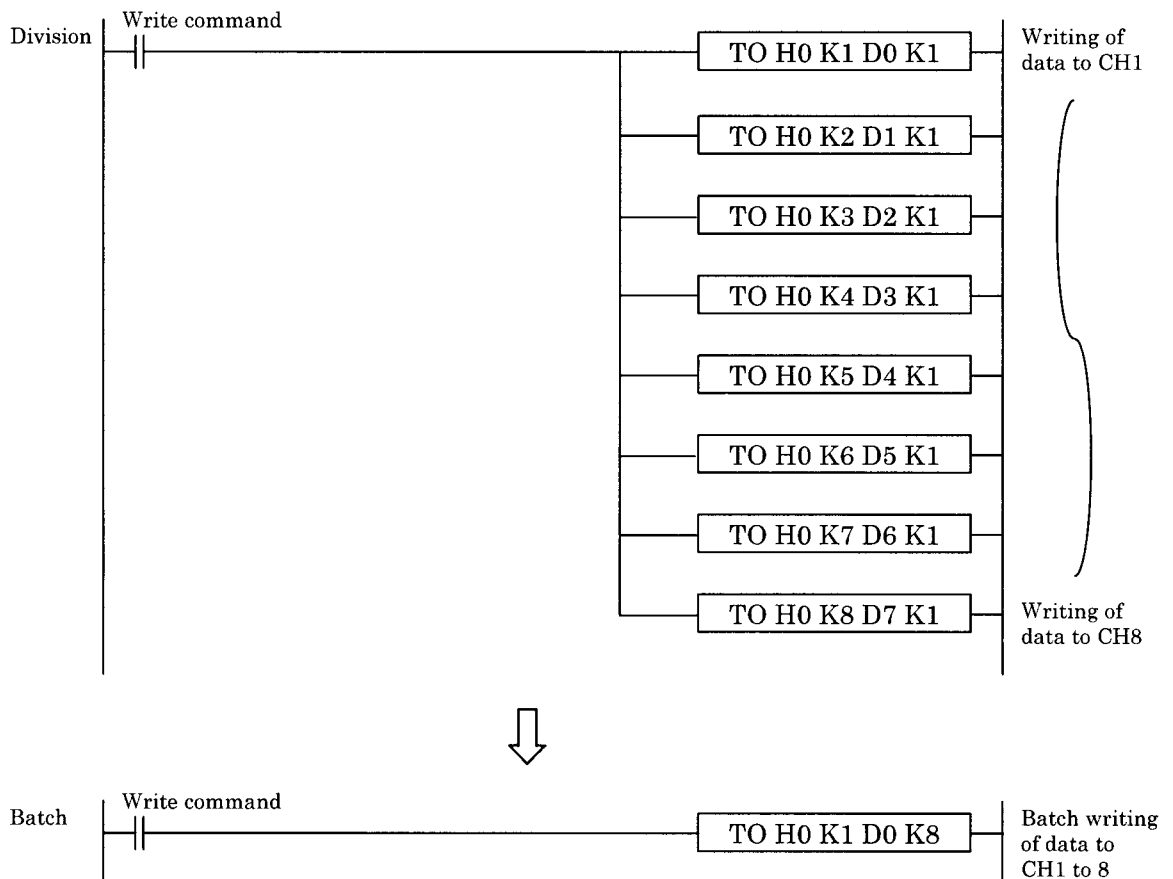 Division
Write command
TO H0 K1 D0 K1
Writing of
data to CH1
TO H0 K2 D1 K1
TO H0 K3 D2 K1
TO H0 K4 D3 K1
TO H0 K5 D4 K1
TO H0 K6 D5 K1
TO H0 K7 D6 K1
TO H0 K8 D7 K1
Writing of
data to CH8
Batch
Write command
TO H0 K1 D0 K8
Batch writing
of data to
CH1 to 8